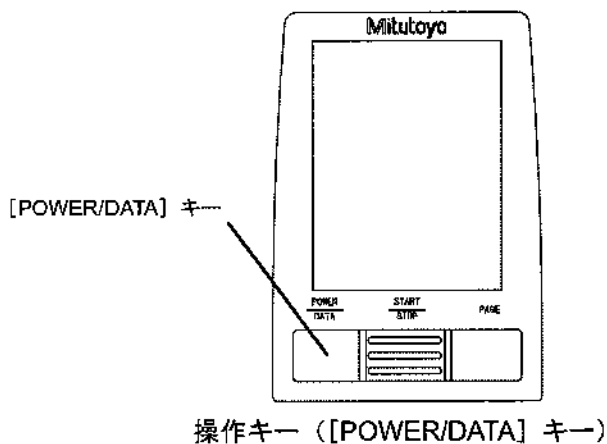 Mitutoyo
[POWER/DATA] キー
POWER START PAGE
DATA STOP
操作キー([POWER/DATA] キー)